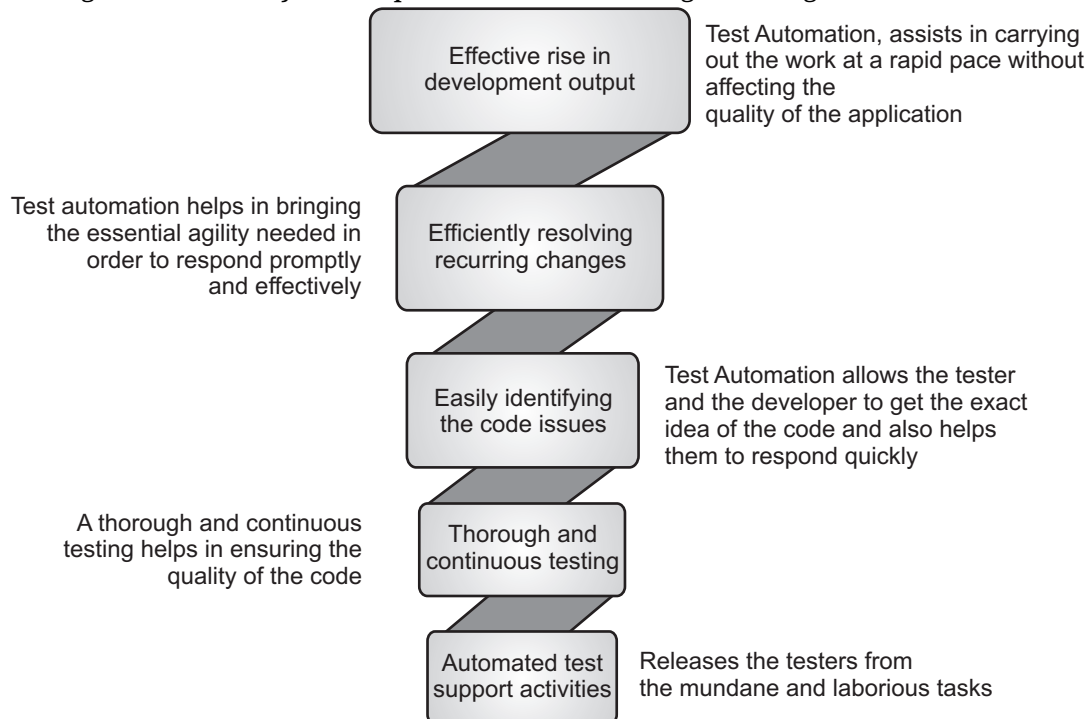 Effective rise in
development output
Test Automation, assists in carrying
out the work at a rapid pace without
affecting the
quality of the application
Test automation helps in bringing
the essential agility needed in
order to respond promptly
and effectively
Efficiently resolving
recurring changes
Easily identifying
the code issues
Test Automation allows the tester
and the developer to get the exact
idea of the code and also helps
them to respond quickly
A thorough and continuous
testing helps in ensuring the
quality of the code
Thorough and
continuous testing
Automated test
support activities
Releases the testers from
the mundane and laborious tasks